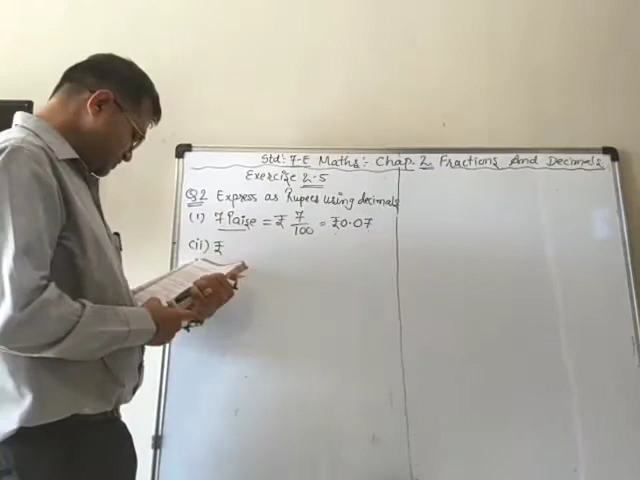 Std:- 7-E Maths:- Chap. 2 Fractions And Decimals
Exercise 2.5
Q2 Express as Rupees using decimals
(i) 7 Paise = ₹ 7/100 = ₹0.07
(ii) ₹